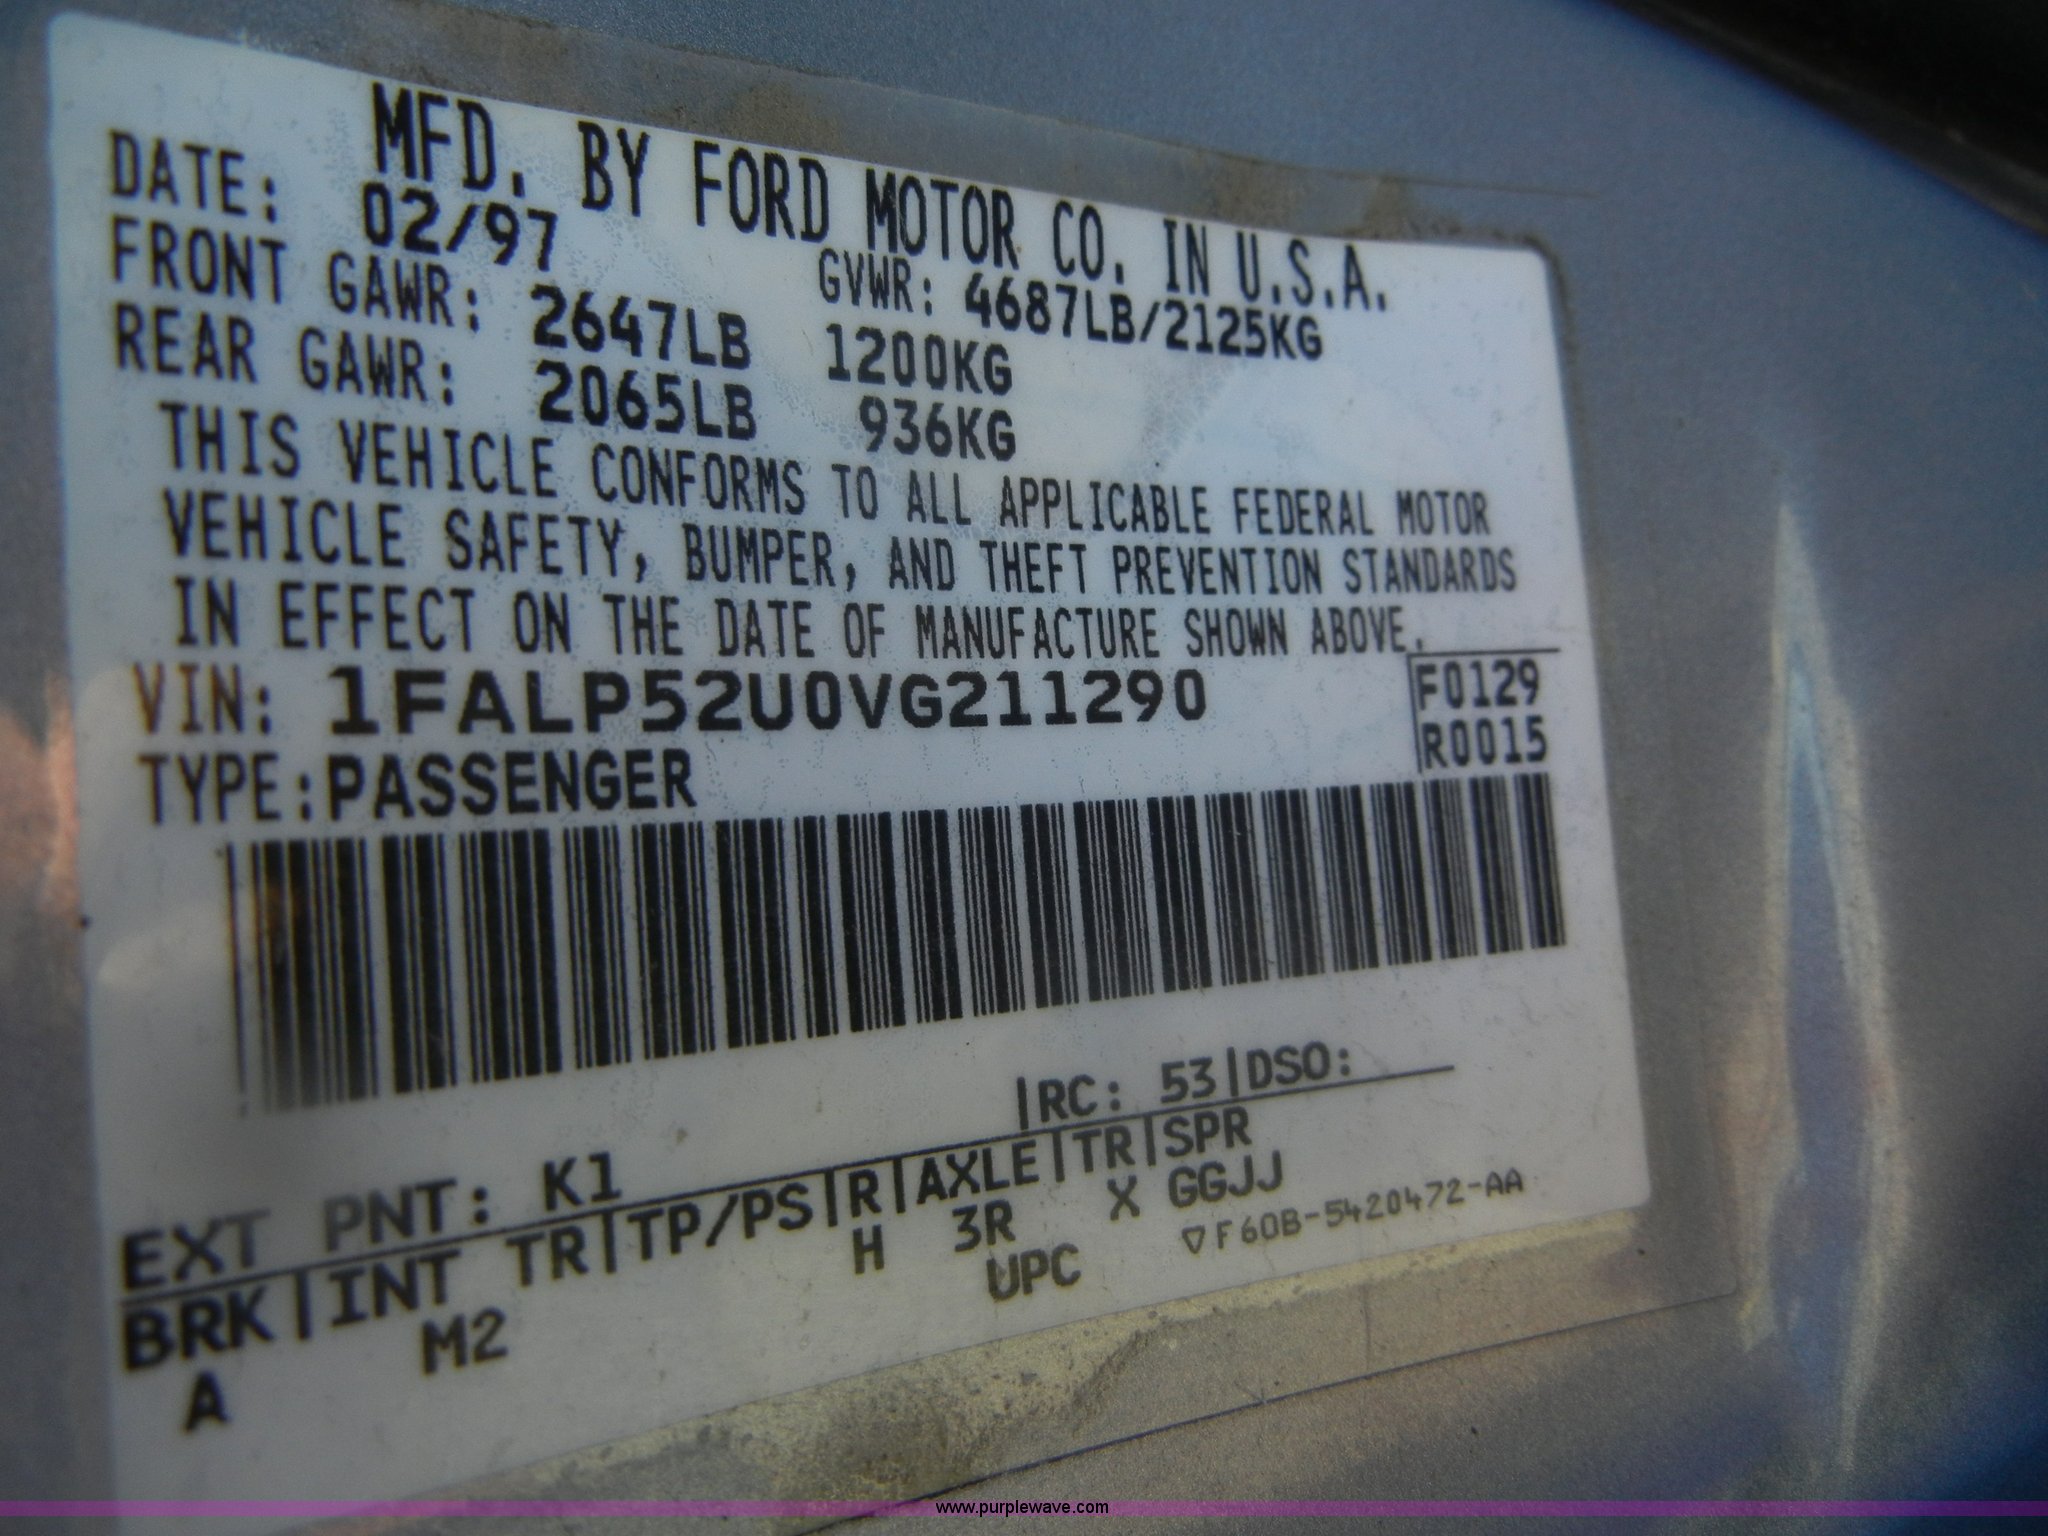 MFD. BY FORD MOTOR CO. IN U.S.A.
DATE: 02/97 GVWR: 4687LB/2125KG
FRONT GAWR: 2647LB 1200KG
REAR GAWR: 2065LB 936KG
THIS VEHICLE CONFORMS TO ALL APPLICABLE FEDERAL MOTOR
VEHICLE SAFETY, BUMPER, AND THEFT PREVENTION STANDARDS
IN EFFECT ON THE DATE OF MANUFACTURE SHOWN ABOVE.
VIN: 1FALP52U0VG211290 F0129
TYPE:PASSENGER R0015
|RC: 53|DSO:
EXT PNT: K1
BRK|INT TR|TP/PS|R|AXLE|TR|SPR
A M2 H 3R X GGJJ
UPC ▽F60B-5420472-AA
www.purplewave.com